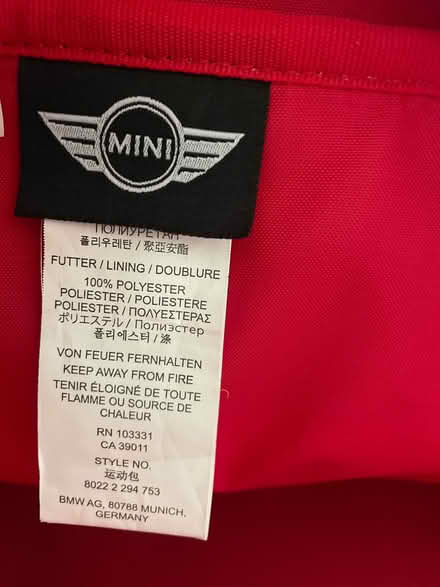 MINI
ПОЛИУРЕТАН
폴리우레탄 / 聚亞安酯
FUTTER / LINING / DOUBLURE
100% POLYESTER
POLIESTER / POLIESTERE
POLIÉSTER / ΠΟΛΥΕΣΤΕΡΑΣ
ポリエステル / Полиэстер
폴리에스터 / 涤
VON FEUER FERNHALTEN
KEEP AWAY FROM FIRE
TENIR ÉLOIGNÉ DE TOUTE
FLAMME OU SOURCE DE
CHALEUR
RN 103331
CA 39011
STYLE NO.
运动包
8022 2 294 753
BMW AG, 80788 MUNICH,
GERMANY